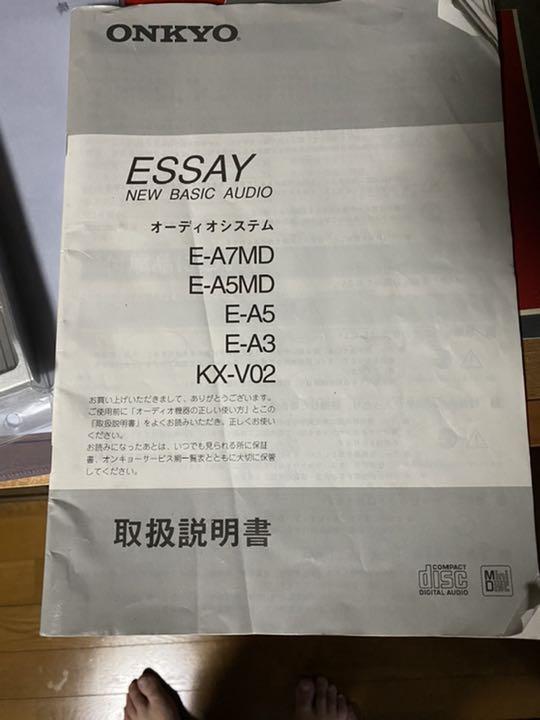 ONKYO®
ESSAY
NEW BASIC AUDIO
オーディオシステム
E-A7MD
E-A5MD
E-A5
E-A3
KX-V02
お買い上げいただきまして、ありがとうございます。
ご使用前に「オーディオ機器の正しい使い方」とこの
『取扱説明書』をよくお読みいただき、正しくお使い
ください。
お読みになったあとは、いつでも見られる所に保証
書、オンキヨーサービス網一覧表とともに大切に保管
してください。
取扱説明書
COMPACT
disc
DIGITAL AUDIO
Mini
Disc